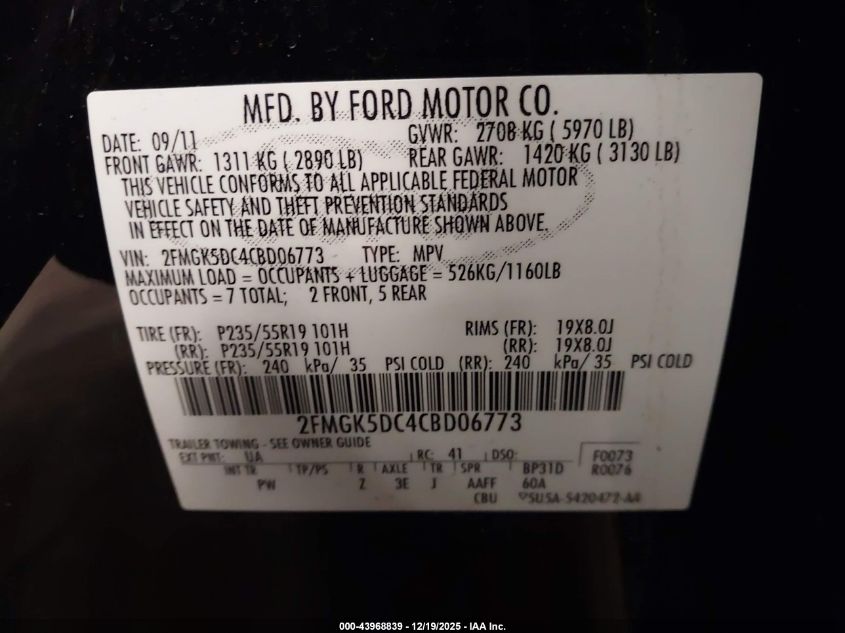 MFD. BY FORD MOTOR CO.
DATE: 09/11 GVWR: 2708 KG ( 5970 LB)
FRONT GAWR: 1311 KG ( 2890 LB) REAR GAWR: 1420 KG ( 3130 LB)
THIS VEHICLE CONFORMS TO ALL APPLICABLE FEDERAL MOTOR
VEHICLE SAFETY AND THEFT PREVENTION STANDARDS
IN EFFECT ON THE DATE OF MANUFACTURE SHOWN ABOVE.
VIN: 2FMGK5DC4CBD06773 TYPE: MPV
MAXIMUM LOAD = OCCUPANTS + LUGGAGE = 526KG/1160LB
OCCUPANTS = 7 TOTAL; 2 FRONT, 5 REAR
TIRE (FR): P235/55R19 101H RIMS (FR): 19X8.0J
(RR): P235/55R19 101H (RR): 19X8.0J
PRESSURE (FR): 240 kPa/ 35 PSI COLD (RR): 240 kPa/ 35 PSI COLD
2FMGK5DC4CBD06773
TRAILER TOWING - SEE OWNER GUIDE
EXT PNT: UA RC: 41 DSO: F0073
INT TR TP/PS R AXLE TR SPR BP31D R0076
PW Z 3E J AAFF 60A
CBU 5U5A-5420472-AA
000-43968839 - 12/19/2025 - IAA Inc.